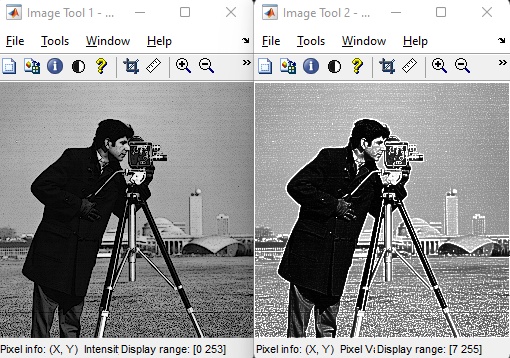 Image Tool 1 - ...
File Tools Window Help
Pixel info: (X, Y) Intensit Display range: [0 253]
Image Tool 2 - ...
File Tools Window Help
Pixel info: (X, Y) Pixel V: Display range: [7 255]